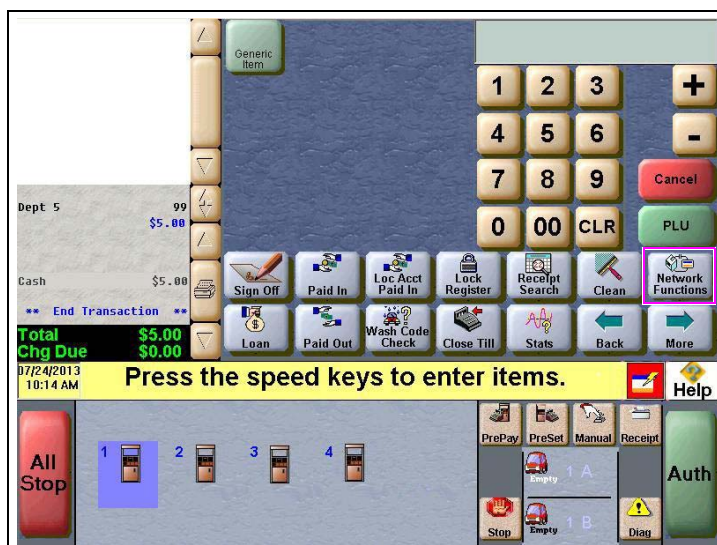 Generic
Item
1 2 3 +
4 5 6 -
7 8 9 Cancel
0 00 CLR PLU
Dept 5 99
$5.00
Cash $5.00
** End Transaction **
Total $5.00
Chg Due $0.00
Sign Off
Paid In
Loc Acct
Paid In
Lock
Register
Receipt
Search
Clean
Network
Functions
Loan
Paid Out
Wash Code
Check
Close Till
Stats
Back
More
07/24/2013
10:14 AM
Press the speed keys to enter items.
Help
All
Stop
1 2 3 4
PrePay PreSet Manual Receipt
Empty 1 A
Empty 1 B
Stop
Diag
Auth